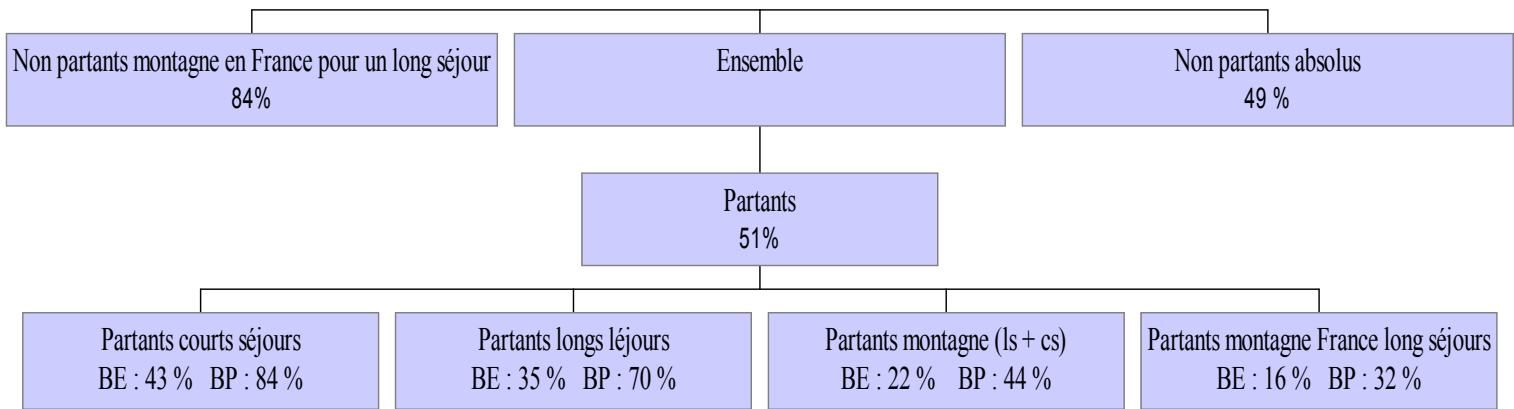 Non partants montagne en France pour un long séjour
84%
Ensemble
Non partants absolus
49 %
Partants
51%
Partants courts séjours
BE : 43 % BP : 84 %
Partants longs léjours
BE : 35 % BP : 70 %
Partants montagne (ls + cs)
BE : 22 % BP : 44 %
Partants montagne France long séjours
BE : 16 % BP : 32 %